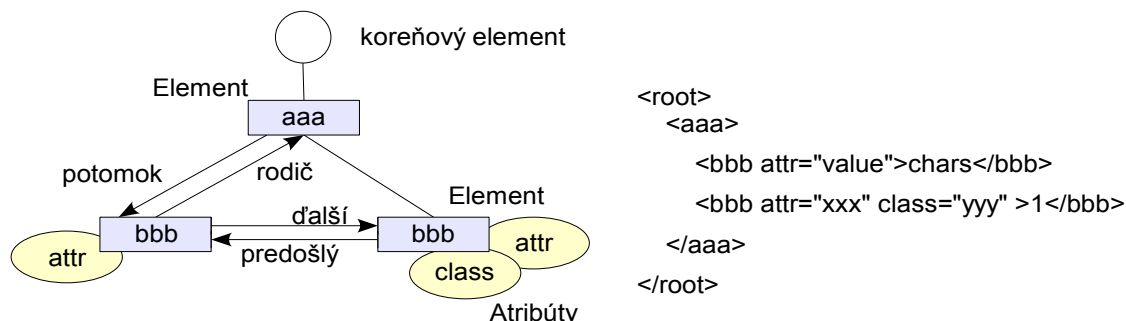 koreňový element
Element
aaa
potomok
rodič
Element
ďalší
bbb
bbb
predošlý
attr
attr
class
Atribúty
<root>
<aaa>
<bbb attr="value">chars</bbb>
<bbb attr="xxx" class="yyy" >1</bbb>
</aaa>
</root>